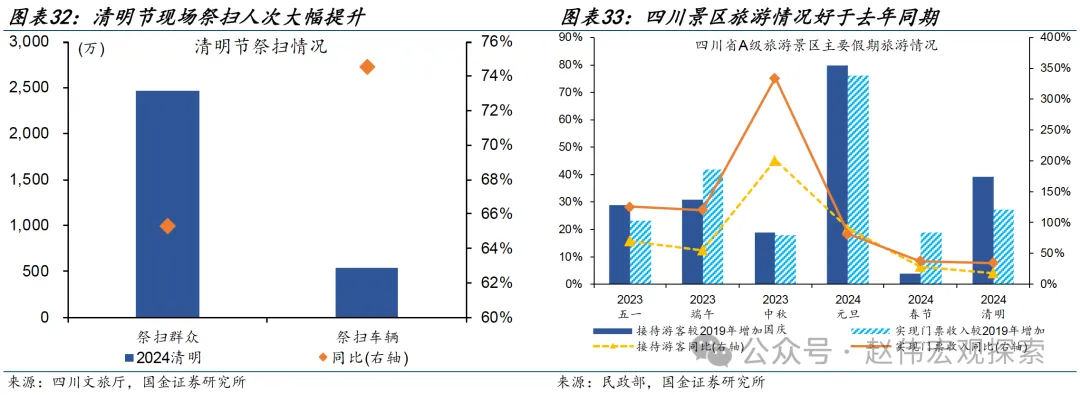 图表32：清明节现场祭扫人次大幅提升
(万)
清明节祭扫情况
3,000
2,500
2,000
1,500
1,000
500
0
76%
74%
72%
70%
68%
66%
64%
62%
60%
祭扫群众
祭扫车辆
2024清明
同比(右轴)
来源：四川文旅厅，国金证券研究所
图表33：四川景区旅游情况好于去年同期
四川省A级旅游景区主要假期旅游情况
90%
80%
70%
60%
50%
40%
30%
20%
10%
0%
400%
350%
300%
250%
200%
150%
100%
50%
0%
2023 2023 2023 2024 2024 2024
五一 端午 中秋 元旦 春节 清明
国庆
接待游客较2019年增加
实现门票收入较2019年增加
接待游客同比(右轴)
实现门票收入同比(右轴)
公众号 · 赵伟宏观探索
来源：民政部，国金证券研究所